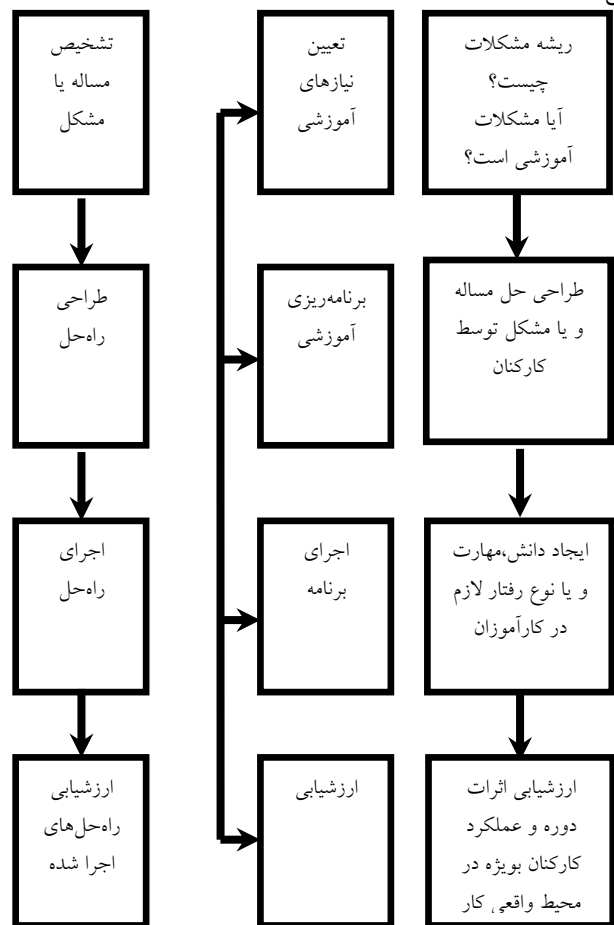 ریشه مشکلات
چیست؟
آیا مشکلات
آموزشی است؟
تعیین
نیازهای
آموزشی
تشخیص
مساله یا
مشکل
طراحی حل مساله
و یا مشکل توسط
کارکنان
برنامه‌ریزی
آموزشی
طراحی
راه‌حل
ایجاد دانش،مهارت
و یا نوع رفتار لازم
در کارآموزان
اجرای
برنامه
اجرای
راه‌حل
ارزشیابی اثرات
دوره و عملکرد
کارکنان بویژه در
محیط واقعی کار
ارزشیابی
ارزشیابی
راه‌حل‌های
اجرا شده